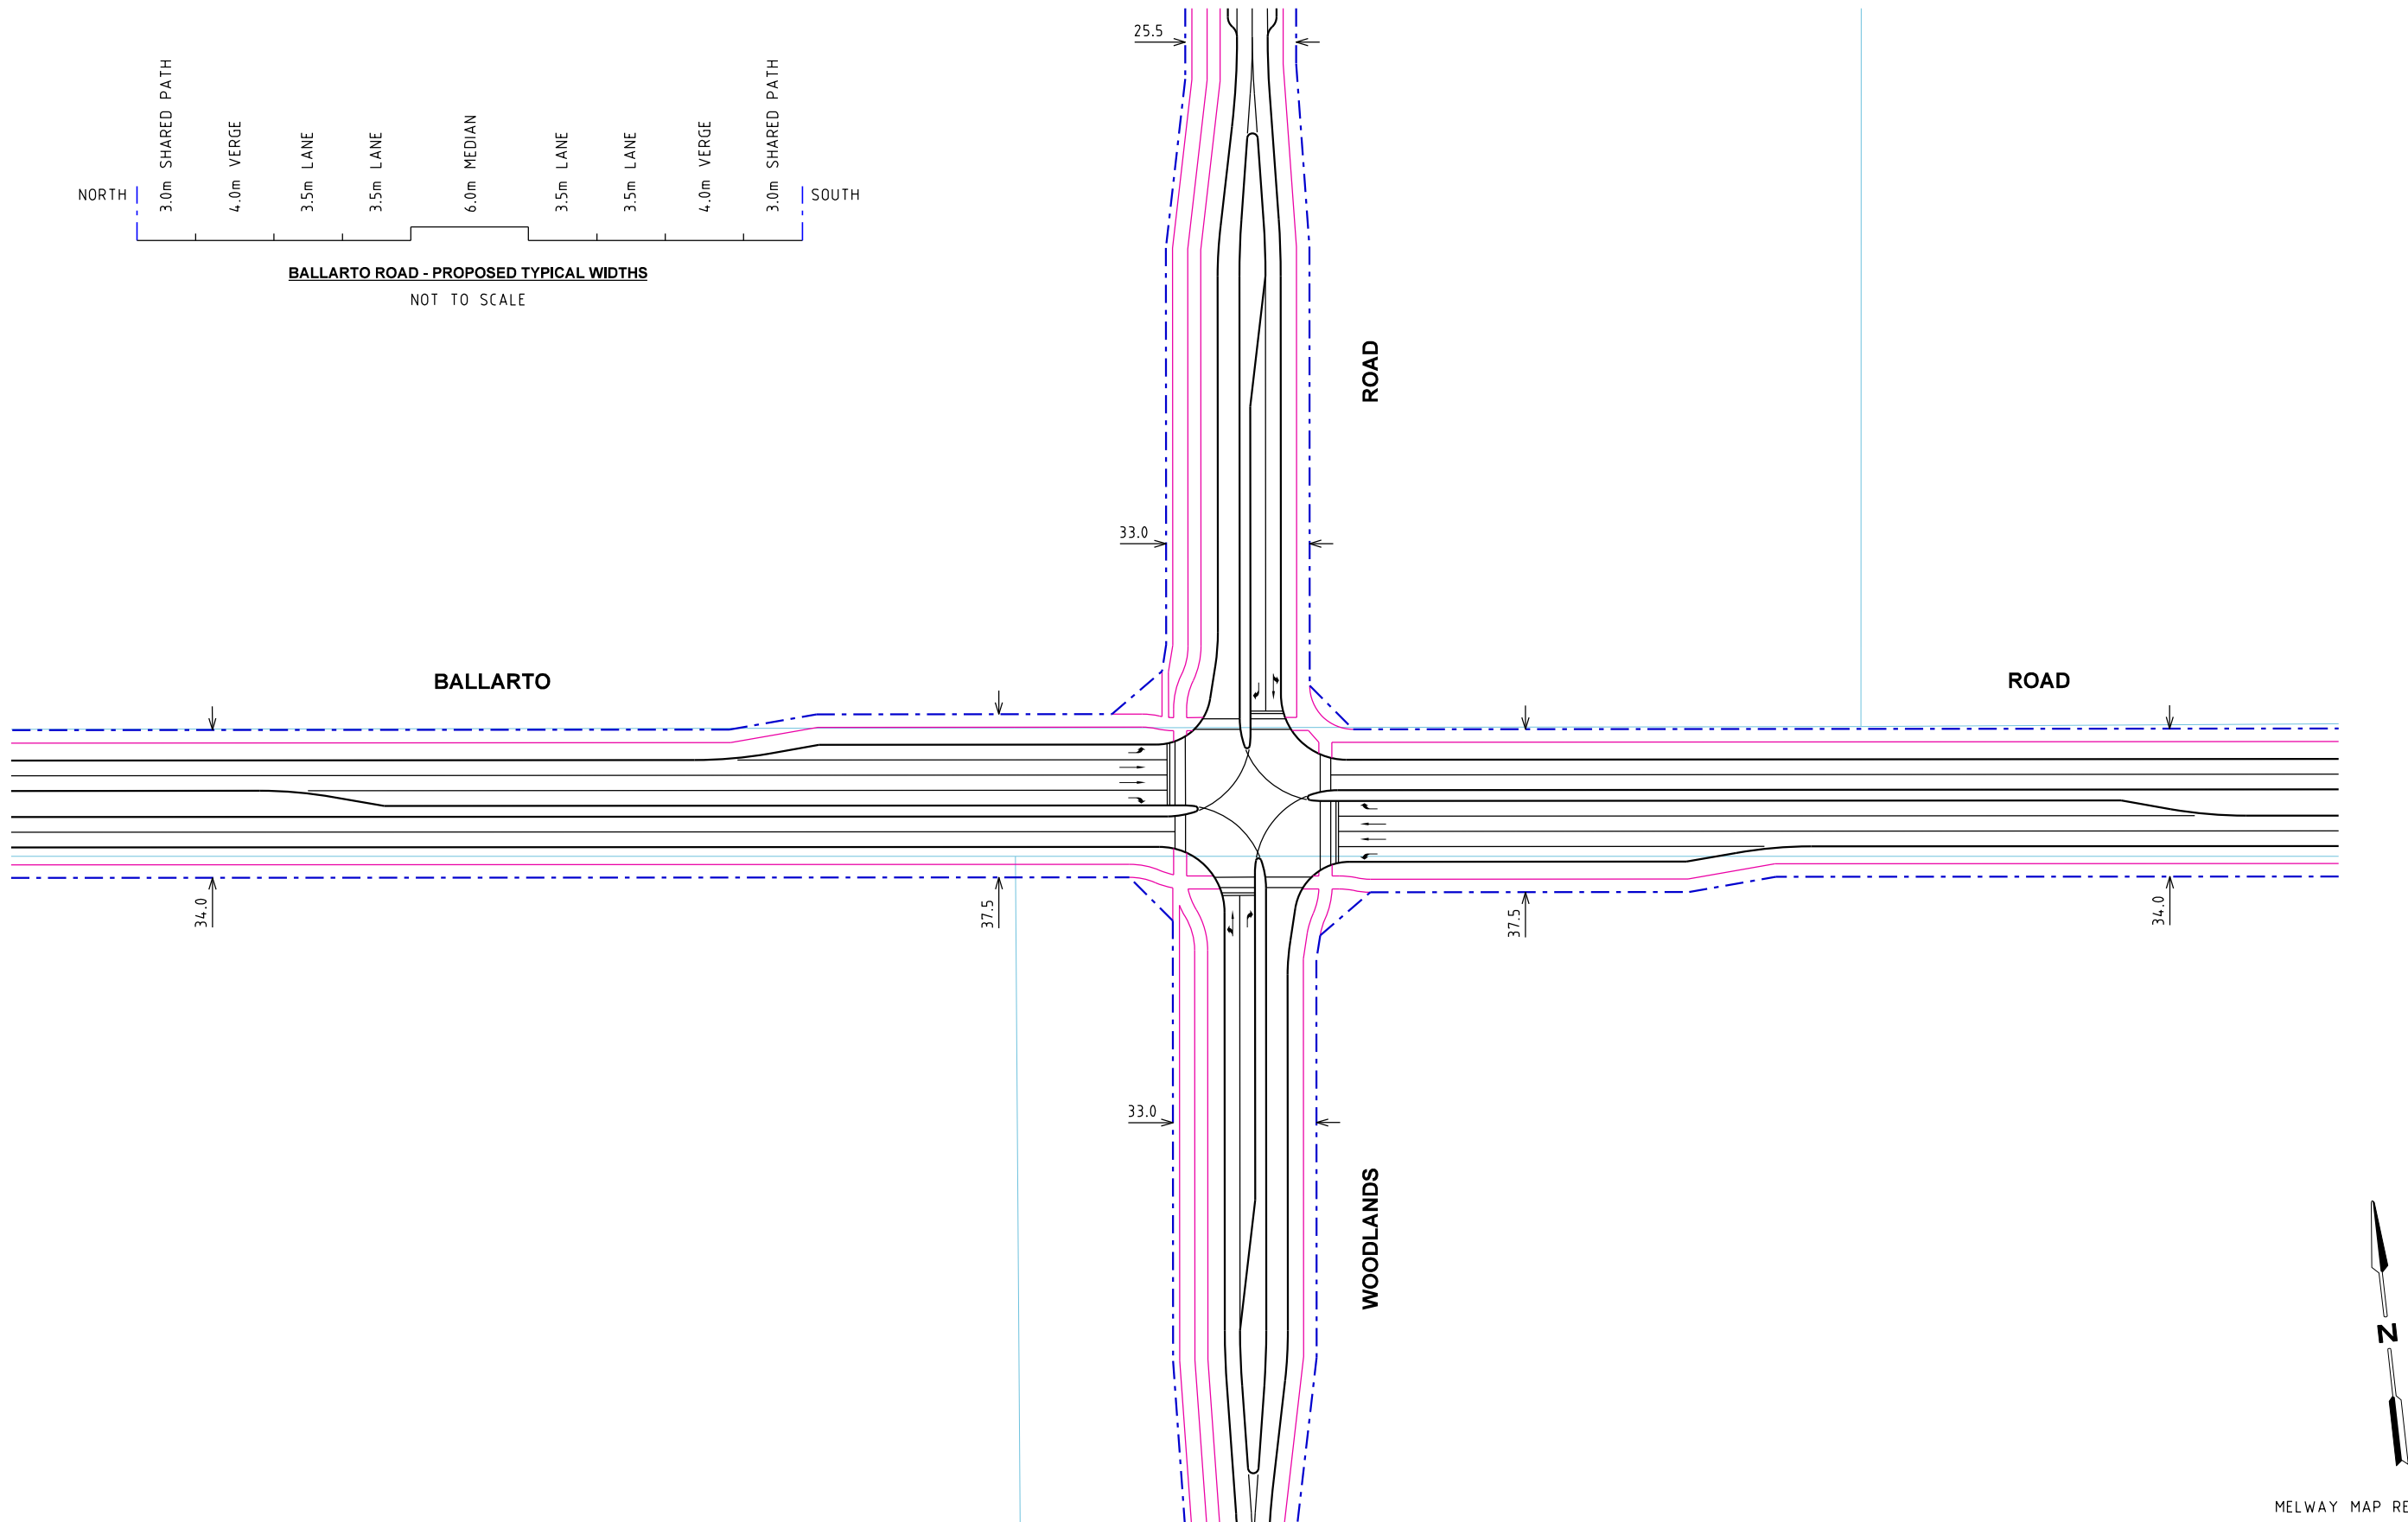 25.5
3.0m SHARED PATH
4.0m VERGE
3.5m LANE
3.5m LANE
6.0m MEDIAN
3.5m LANE
3.5m LANE
4.0m VERGE
3.0m SHARED PATH
NORTH
SOUTH
BALLARTO ROAD - PROPOSED TYPICAL WIDTHS
NOT TO SCALE
ROAD
33.0
BALLARTO
ROAD
34.0
37.5
37.5
34.0
33.0
WOODLANDS
N
MELWAY MAP